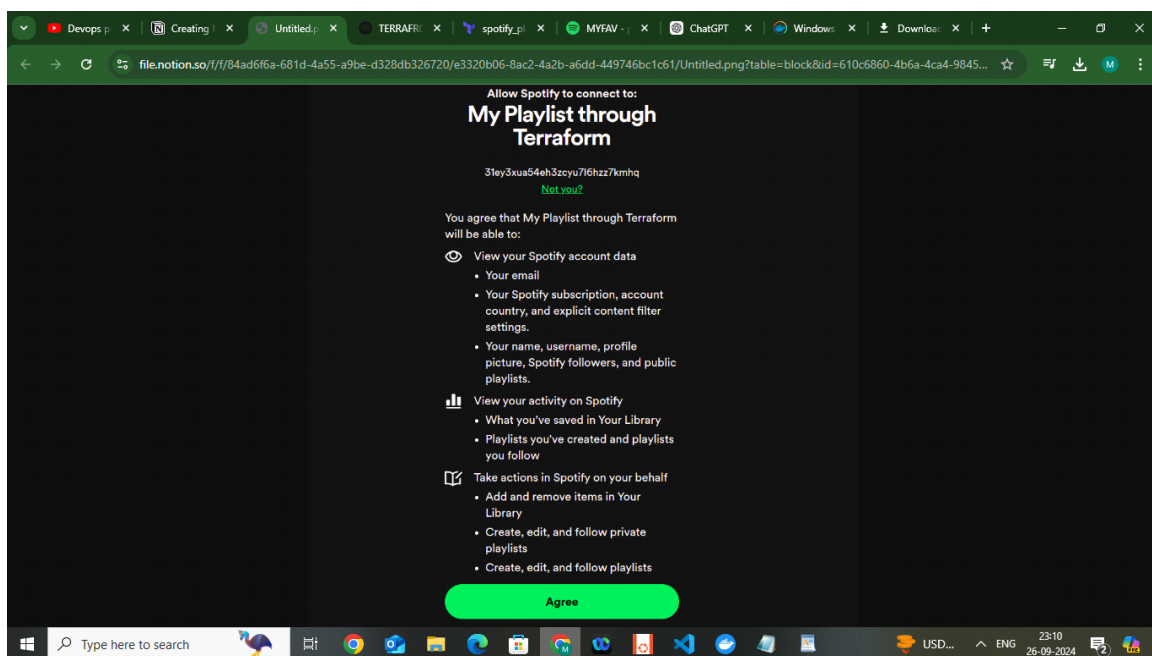 Devops p
Creating N
Untitled.p
TERRAFRO
spotify_pl
MYFAV - 
ChatGPT
Windows
Downloac
file.notion.so/f/f/84ad6f6a-681d-4a55-a9be-d328db326720/e3320b06-8ac2-4a2b-a6dd-449746bc1c61/Untitled.png?table=block&id=610c6860-4b6a-4ca4-9845...
M
Allow Spotify to connect to:
My Playlist through
Terraform
31ey3xua54eh3zcyu7l6hzz7kmhq
Not you?
You agree that My Playlist through Terraform
will be able to:
View your Spotify account data
• Your email
• Your Spotify subscription, account
country, and explicit content filter
settings.
• Your name, username, profile
picture, Spotify followers, and public
playlists.
View your activity on Spotify
• What you've saved in Your Library
• Playlists you've created and playlists
you follow
Take actions in Spotify on your behalf
• Add and remove items in Your
Library
• Create, edit, and follow private
playlists
• Create, edit, and follow playlists
Agree
Type here to search
USD...
ENG
23:10
26-09-2024
2